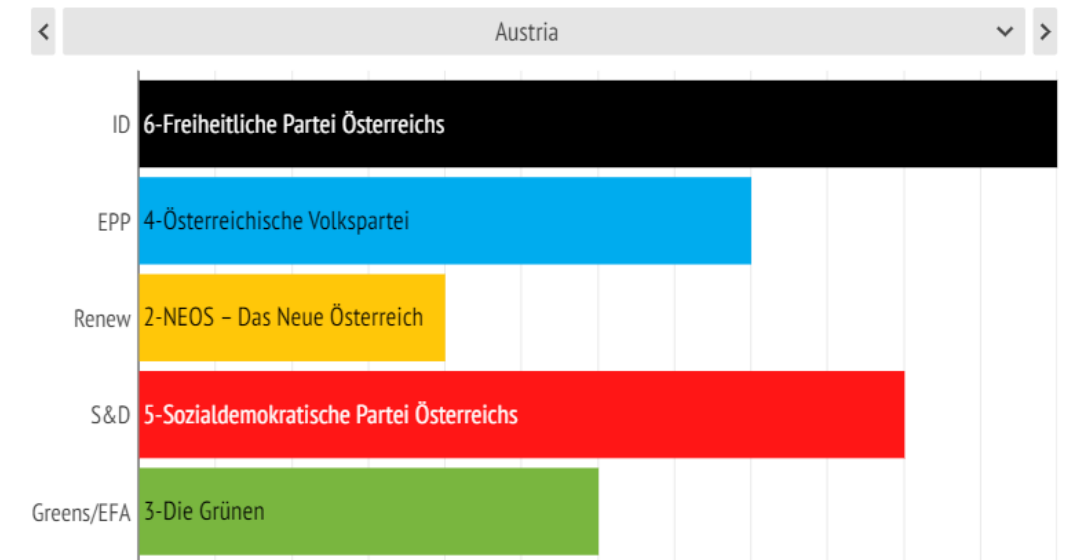 Austria
ID 6-Freiheitliche Partei Österreichs
EPP 4-Österreichische Volkspartei
Renew 2-NEOS – Das Neue Österreich
S&D 5-Sozialdemokratische Partei Österreichs
Greens/EFA 3-Die Grünen